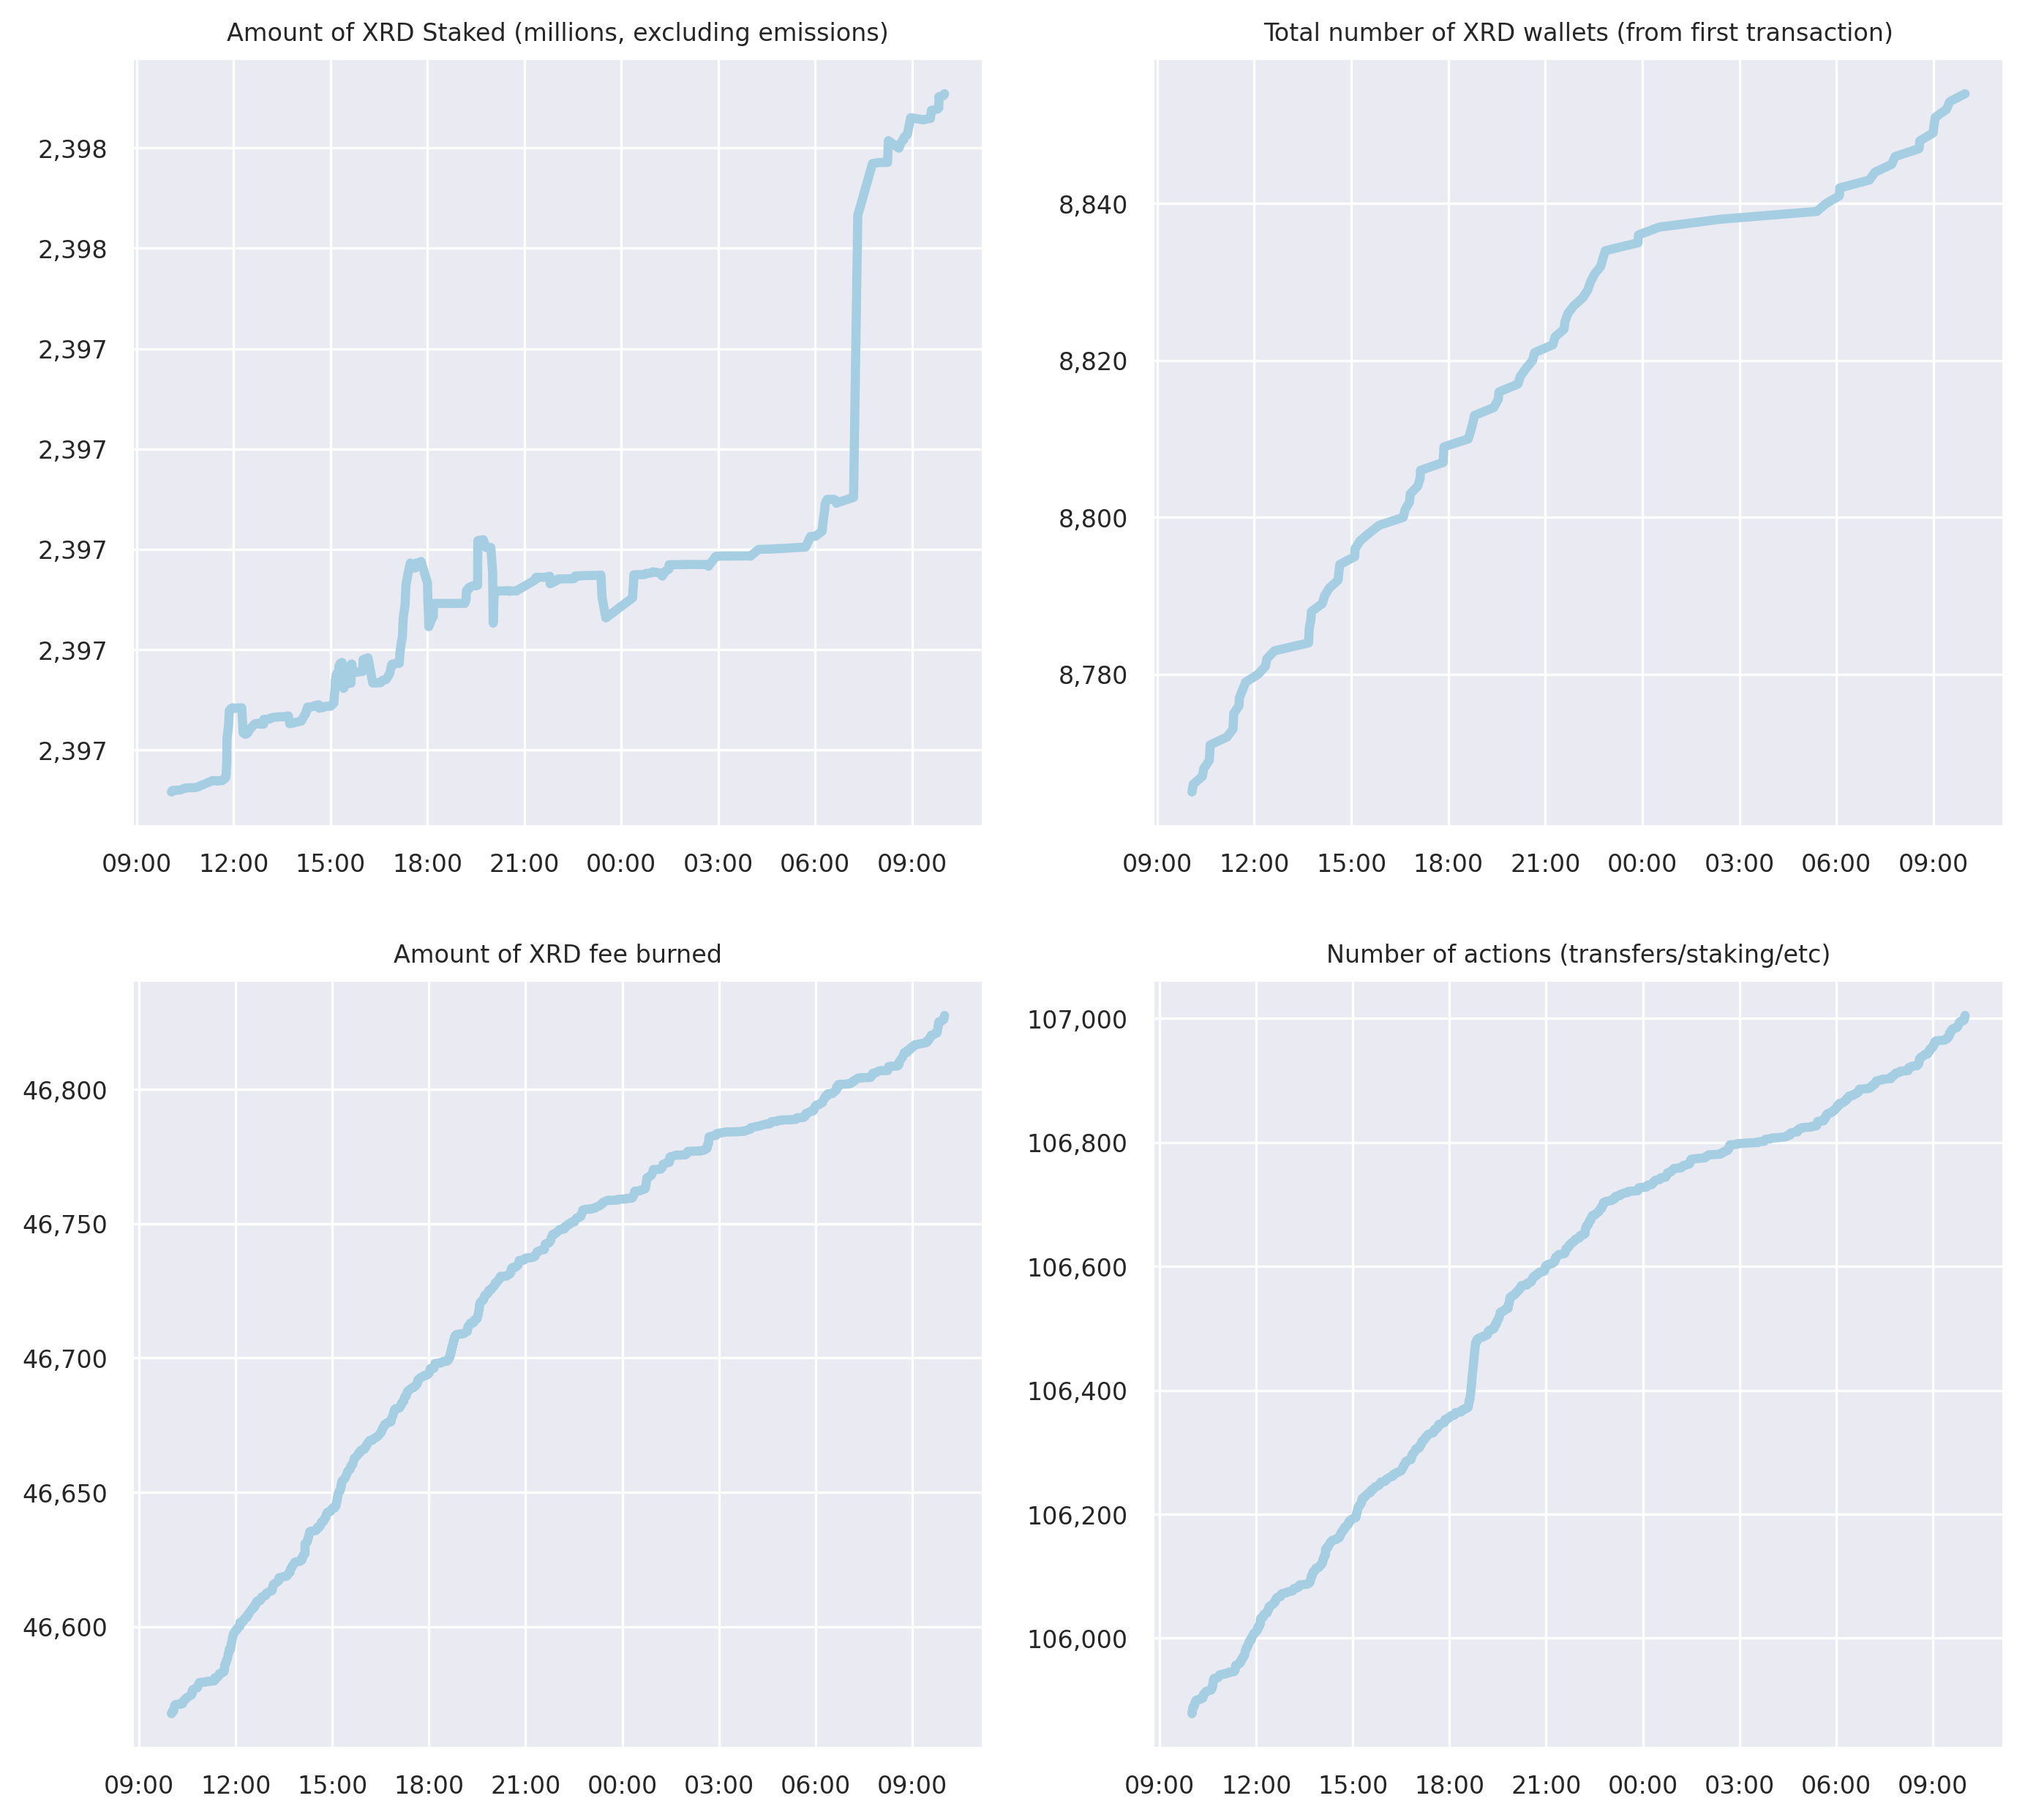 Amount of XRD Staked (millions, excluding emissions)
2,398
2,398
2,397
2,397
2,397
2,397
2,397
09:00 12:00 15:00 18:00 21:00 00:00 03:00 06:00 09:00
Total number of XRD wallets (from first transaction)
8,840
8,820
8,800
8,780
09:00 12:00 15:00 18:00 21:00 00:00 03:00 06:00 09:00
Amount of XRD fee burned
46,800
46,750
46,700
46,650
46,600
09:00 12:00 15:00 18:00 21:00 00:00 03:00 06:00 09:00
Number of actions (transfers/staking/etc)
107,000
106,800
106,600
106,400
106,200
106,000
09:00 12:00 15:00 18:00 21:00 00:00 03:00 06:00 09:00